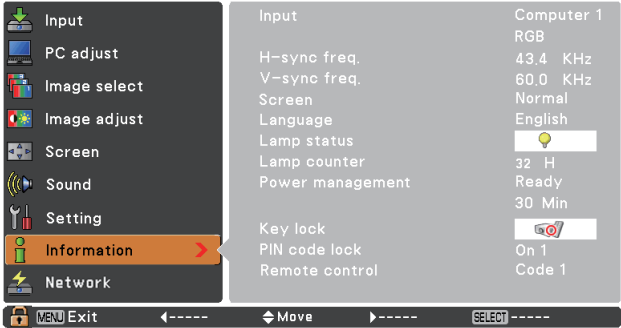 Input
PC adjust
Image select
Image adjust
Screen
Sound
Setting
Information
Network
Input Computer 1
RGB
H-sync freq. 43.4 KHz
V-sync freq. 60.0 KHz
Screen Normal
Language English
Lamp status
Lamp counter 32 H
Power management Ready
30 Min
Key lock
PIN code lock On 1
Remote control Code 1
MENU Exit ----- Move ----- SELECT -----